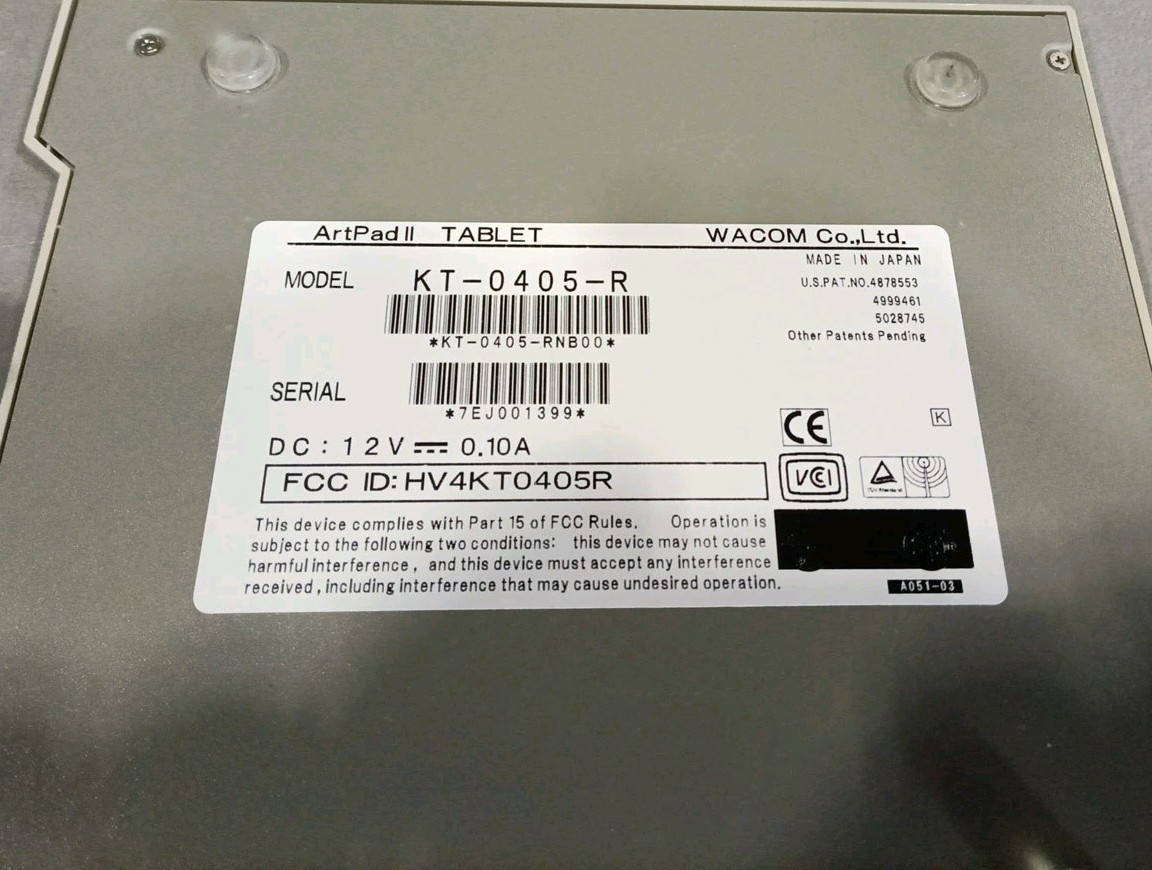 ArtPad II TABLET WACOM Co.,Ltd.
MADE IN JAPAN
MODEL KT-0405-R
U.S.PAT.NO.4878553
4999461
5028745
*KT-0405-RNB00*
Other Patents Pending
SERIAL
*7EJ001399*
CE
K
DC : 12V 0.10A
FCC ID: HV4KT0405R
VCI
This device complies with Part 15 of FCC Rules. Operation is
subject to the following two conditions: this device may not cause
harmful interference, and this device must accept any interference
received, including interference that may cause undesired operation.
A051-03